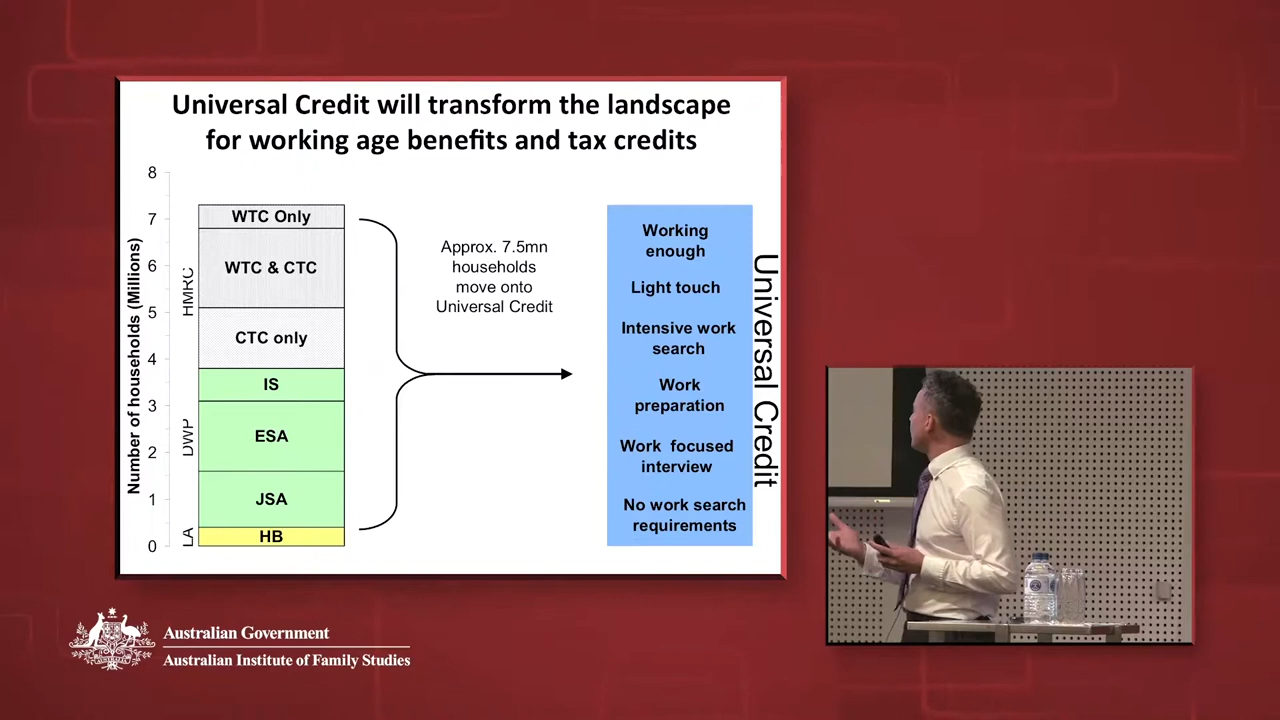 Universal Credit will transform the landscape
for working age benefits and tax credits
Number of households (Millions)
8
7
6
5
4
3
2
1
0
HMRC
DWP
LA
WTC Only
WTC & CTC
CTC only
IS
ESA
JSA
HB
Approx. 7.5mn
households
move onto
Universal Credit
Working
enough
Light touch
Intensive work
search
Work
preparation
Work focused
interview
No work search
requirements
Universal Credit
Australian Government
Australian Institute of Family Studies